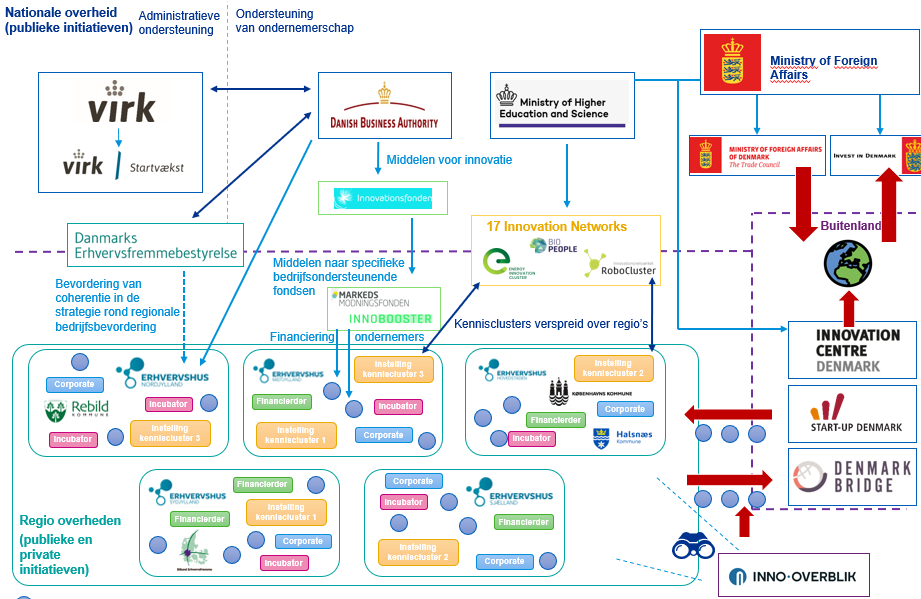 Nationale overheid
(publieke initiatieven)
Administratieve
ondersteuning
Ondersteuning
van ondernemerschap
virk
virk Startvækst
DANISH BUSINESS AUTHORITY
Ministry of Higher
Education and Science
Ministry of Foreign
Affairs
MINISTRY OF FOREIGN AFFAIRS
OF DENMARK
The Trade Council
INVEST IN DENMARK
Middelen voor innovatie
Innovationsfonden
17 Innovation Networks
ENERGY
INNOVATION
CLUSTER
BIO
PEOPLE
RoboCluster
Buitenland
Danmarks
Erhvervsfremmebestyrelse
Middelen naar specifieke
bedrijfsondersteunende
fondsen
MARKEDS
MODNINGSFONDEN
INNOBOOSTER
Bevordering van
coherentie in de
strategie rond regionale
bedrijfsbevordering
Financiering ondernemers
Kennisclusters verspreid over regio's
INNOVATION
CENTRE
DENMARK
START-UP DENMARK
DENMARK
BRIDGE
INNO·OVERBLIK
Corporate
ERHVERVSHUS
NORDJYLLAND
Rebild
KOMMUNE
Incubator
Incubator
Instelling
kenniscluster 3
ERHVERVSHUS
MIDTJYLLAND
Instelling
kenniscluster 3
Financierder
Incubator
Instelling
kenniscluster 1
Corporate
ERHVERVSHUS
HOVEDSTADEN
Instelling
kenniscluster 2
KØBENHAVNS KOMMUNE
Corporate
Financierder
Incubator
Halsnæs
Kommune
Regio overheden
(publieke en
private
initiatieven)
ERHVERVSHUS
SYDJYLLAND
Financierder
Instelling
kenniscluster 1
Financierder
Corporate
Incubator
Corporate
Incubator
ERHVERVSHUS
SJÆLLAND
Financierder
Instelling
kenniscluster 2
Corporate